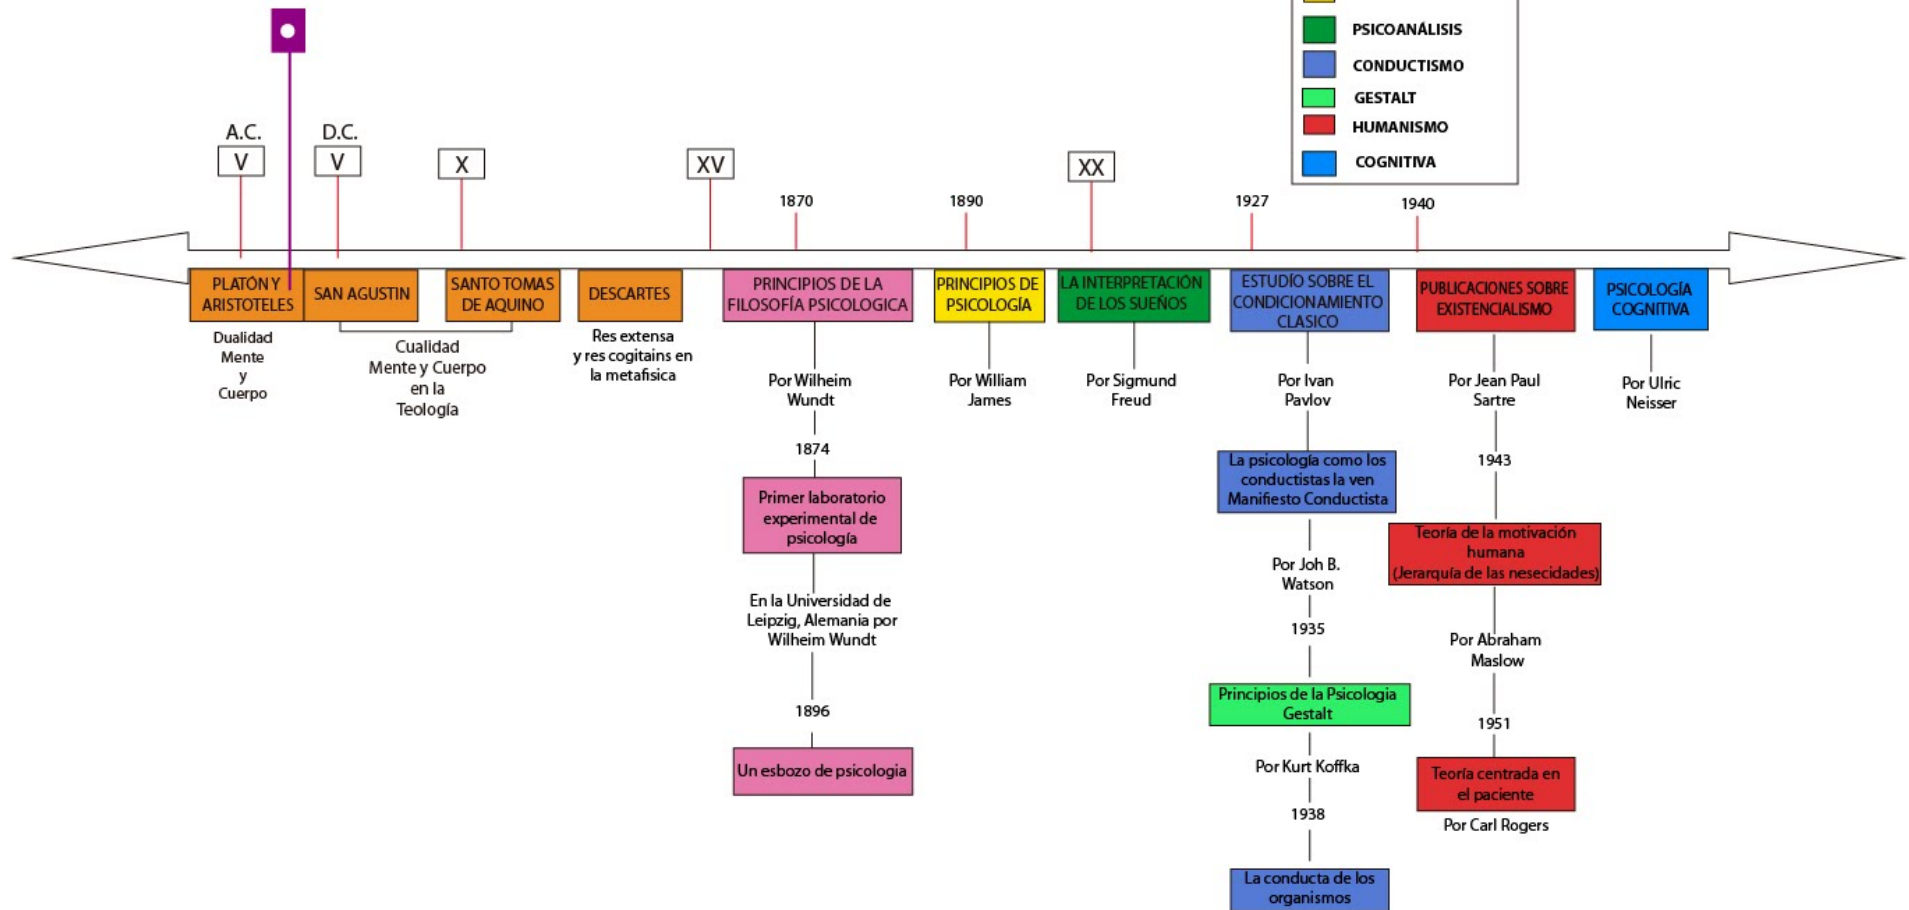 PSICOANÁLISIS
CONDUCTISMO
GESTALT
HUMANISMO
COGNITIVA
A.C.
V
D.C.
V
X
XV
1870
1890
XX
1927
1940
PLATÓN Y
ARISTOTELES
Dualidad
Mente
y
Cuerpo
SAN AGUSTIN
SANTO TOMAS
DE AQUINO
Cualidad
Mente y Cuerpo
en la
Teología
DESCARTES
Res extensa
y res cogitains en
la metafisica
PRINCIPIOS DE LA
FILOSOFÍA PSICOLOGICA
Por Wilheim
Wundt
1874
Primer laboratorio
experimental de
psicología
En la Universidad de
Leipzig, Alemania por
Wilheim Wundt
1896
Un esbozo de psicologia
PRINCIPIOS DE
PSICOLOGÍA
Por William
James
LA INTERPRETACIÓN
DE LOS SUEÑOS
Por Sigmund
Freud
ESTUDÍO SOBRE EL
CONDICIONAMIENTO
CLASICO
Por Ivan
Pavlov
La psicología como los
conductistas la ven
Manifiesto Conductista
Por Joh B.
Watson
1935
Principios de la Psicologia
Gestalt
Por Kurt Koffka
1938
La conducta de los
organismos
PUBLICACIONES SOBRE
EXISTENCIALISMO
Por Jean Paul
Sartre
1943
Teoría de la motivación
humana
(Jerarquía de las nesecidades)
Por Abraham
Maslow
1951
Teoría centrada en
el paciente
Por Carl Rogers
PSICOLOGÍA
COGNITIVA
Por Ulric
Neisser